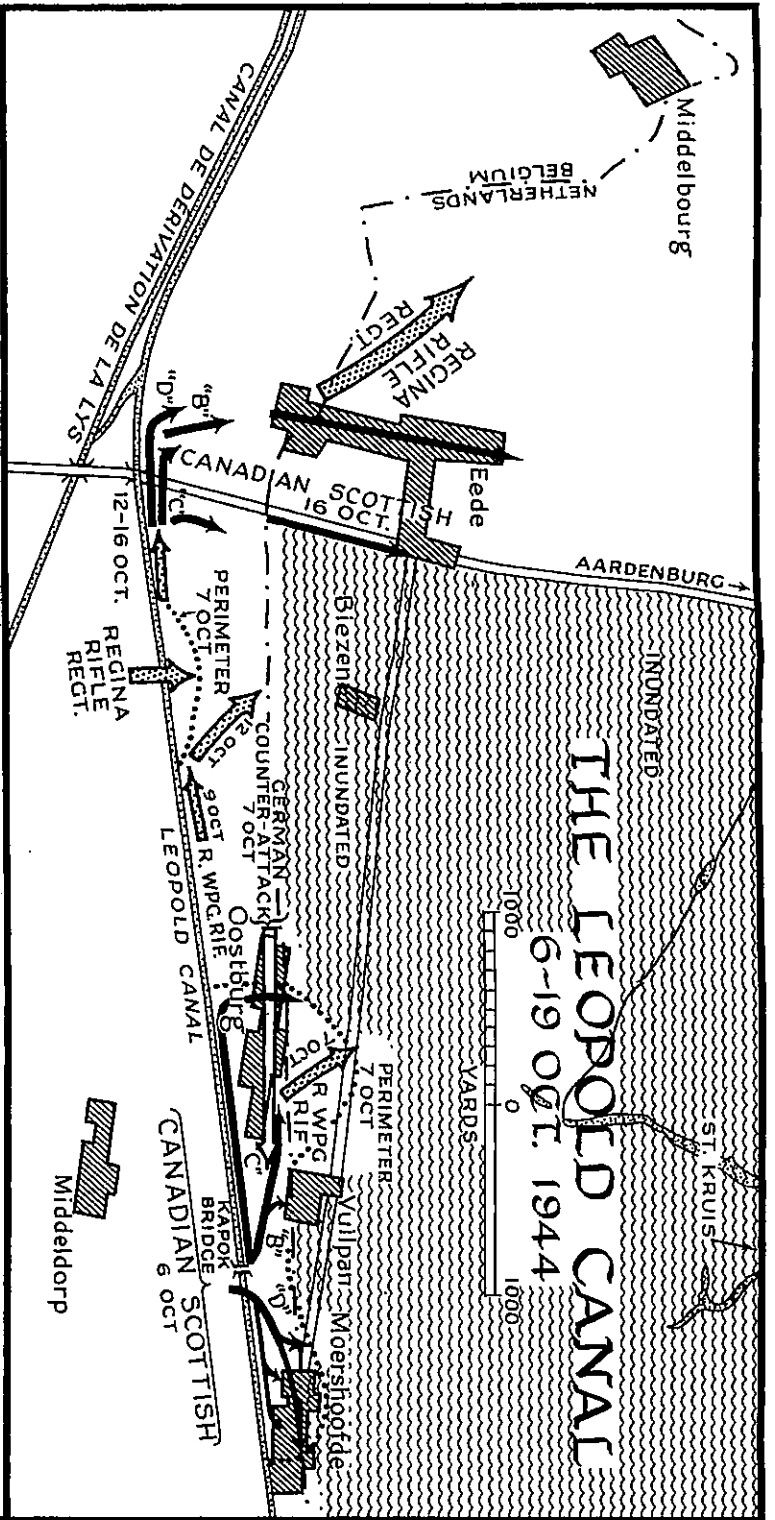 THE LEOPOLD CANAL
6-19 OCT. 1944
1000 0 1000
YARDS
Middelbourg
NETHERLANDS
BELGIUM
CANAL DE DÉRIVATION DE LA LYS
REGINA
RIFLE
REGT.
Eede
AARDENBURG→
INUNDATED
ST. KRUIS
"D"
"B"
"C"
CANADIAN SCOTTISH
16 OCT.
12-16 OCT.
PERIMETER
7 OCT
REGINA
RIFLE
REGT.
12 OCT
Biezen
INUNDATED
GERMAN
COUNTER-ATTACK
7 OCT
9 OCT
R. WPG. RIF.
LEOPOLD CANAL
Oostburg
7 OCT
R WPG
RIF
PERIMETER
7 OCT
"C"
Vuilpan
"B"
"D"
Moershoofde
KAPOK
BRIDGE
CANADIAN SCOTTISH
6 OCT
Middeldorp